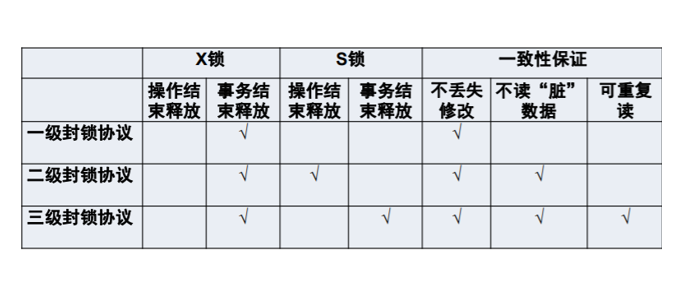 X锁 S锁 一致性保证
操作结束释放 事务结束释放 操作结束释放 事务结束释放 不丢失修改 不读“脏”数据 可重复读
一级封锁协议 √ √
二级封锁协议 √ √ √ √
三级封锁协议 √ √ √ √ √